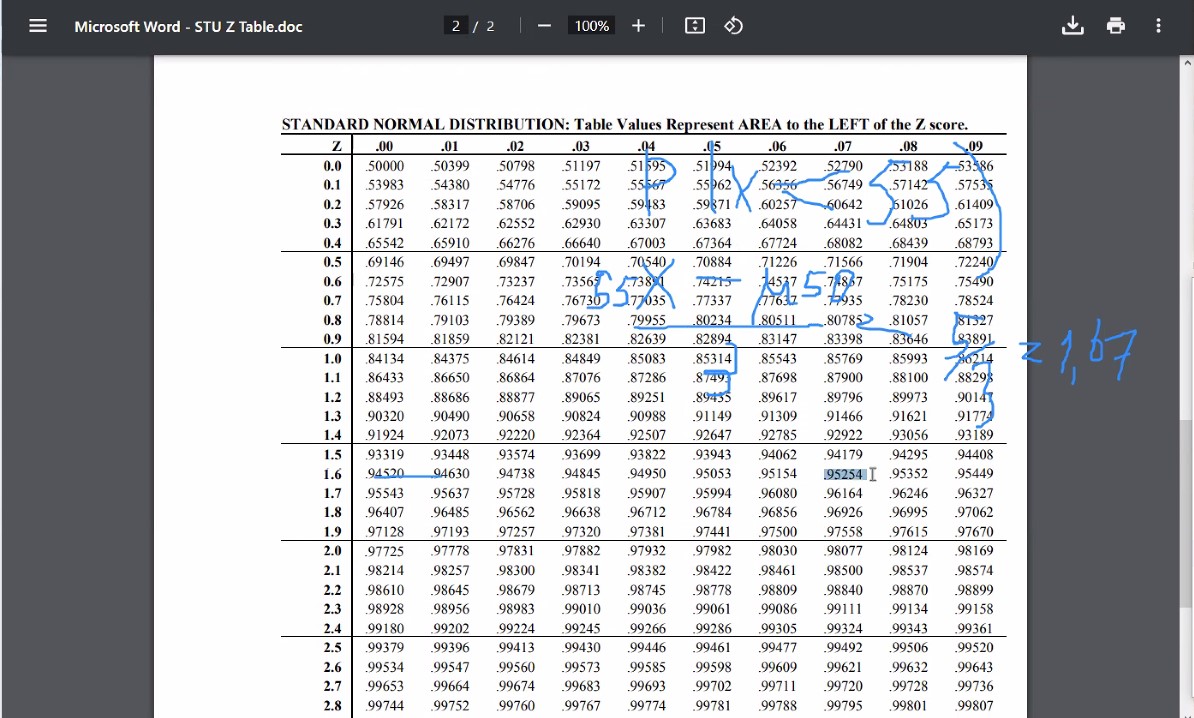 Microsoft Word - STU Z Table.doc
2 / 2
100%
STANDARD NORMAL DISTRIBUTION: Table Values Represent AREA to the LEFT of the Z score.
Z .00 .01 .02 .03 .04 .05 .06 .07 .08 .09
0.0 .50000 .50399 .50798 .51197 .51595 .51994 .52392 .52790 .53188 .53586
0.1 .53983 .54380 .54776 .55172 .55567 .55962 .56356 .56749 .57142 .57535
0.2 .57926 .58317 .58706 .59095 .59483 .59871 .60257 .60642 .61026 .61409
0.3 .61791 .62172 .62552 .62930 .63307 .63683 .64058 .64431 .64803 .65173
0.4 .65542 .65910 .66276 .66640 .67003 .67364 .67724 .68082 .68439 .68793
0.5 .69146 .69497 .69847 .70194 .70540 .70884 .71226 .71566 .71904 .72240
0.6 .72575 .72907 .73237 .73565 .73891 .74215 .74537 .74857 .75175 .75490
0.7 .75804 .76115 .76424 .76730 .77035 .77337 .77637 .77935 .78230 .78524
0.8 .78814 .79103 .79389 .79673 .79955 .80234 .80511 .80785 .81057 .81327
0.9 .81594 .81859 .82121 .82381 .82639 .82894 .83147 .83398 .83646 .83891
1.0 .84134 .84375 .84614 .84849 .85083 .85314 .85543 .85769 .85993 .86214
1.1 .86433 .86650 .86864 .87076 .87286 .87493 .87698 .87900 .88100 .88298
1.2 .88493 .88686 .88877 .89065 .89251 .89435 .89617 .89796 .89973 .90147
1.3 .90320 .90490 .90658 .90824 .90988 .91149 .91309 .91466 .91621 .91774
1.4 .91924 .92073 .92220 .92364 .92507 .92647 .92785 .92922 .93056 .93189
1.5 .93319 .93448 .93574 .93699 .93822 .93943 .94062 .94179 .94295 .94408
1.6 .94520 .94630 .94738 .94845 .94950 .95053 .95154 .95254 .95352 .95449
1.7 .95543 .95637 .95728 .95818 .95907 .95994 .96080 .96164 .96246 .96327
1.8 .96407 .96485 .96562 .96638 .96712 .96784 .96856 .96926 .96995 .97062
1.9 .97128 .97193 .97257 .97320 .97381 .97441 .97500 .97558 .97615 .97670
2.0 .97725 .97778 .97831 .97882 .97932 .97982 .98030 .98077 .98124 .98169
2.1 .98214 .98257 .98300 .98341 .98382 .98422 .98461 .98500 .98537 .98574
2.2 .98610 .98645 .98679 .98713 .98745 .98778 .98809 .98840 .98870 .98899
2.3 .98928 .98956 .98983 .99010 .99036 .99061 .99086 .99111 .99134 .99158
2.4 .99180 .99202 .99224 .99245 .99266 .99286 .99305 .99324 .99343 .99361
2.5 .99379 .99396 .99413 .99430 .99446 .99461 .99477 .99492 .99506 .99520
2.6 .99534 .99547 .99560 .99573 .99585 .99598 .99609 .99621 .99632 .99643
2.7 .99653 .99664 .99674 .99683 .99693 .99702 .99711 .99720 .99728 .99736
2.8 .99744 .99752 .99760 .99767 .99774 .99781 .99788 .99795 .99801 .99807
P(X < 55)
55 X - μ 50
3
= 5/3 = 1,67